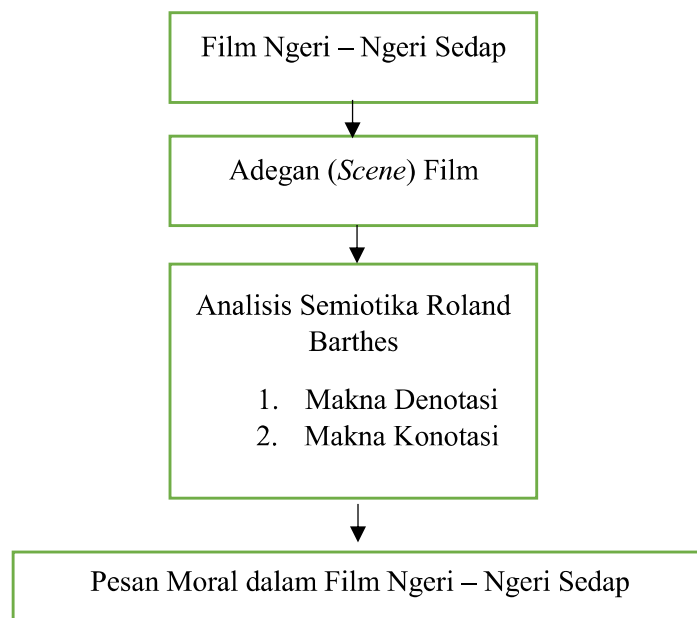 Film Ngeri – Ngeri Sedap
Adegan (Scene) Film
Analisis Semiotika Roland
Barthes
1. Makna Denotasi
2. Makna Konotasi
Pesan Moral dalam Film Ngeri – Ngeri Sedap